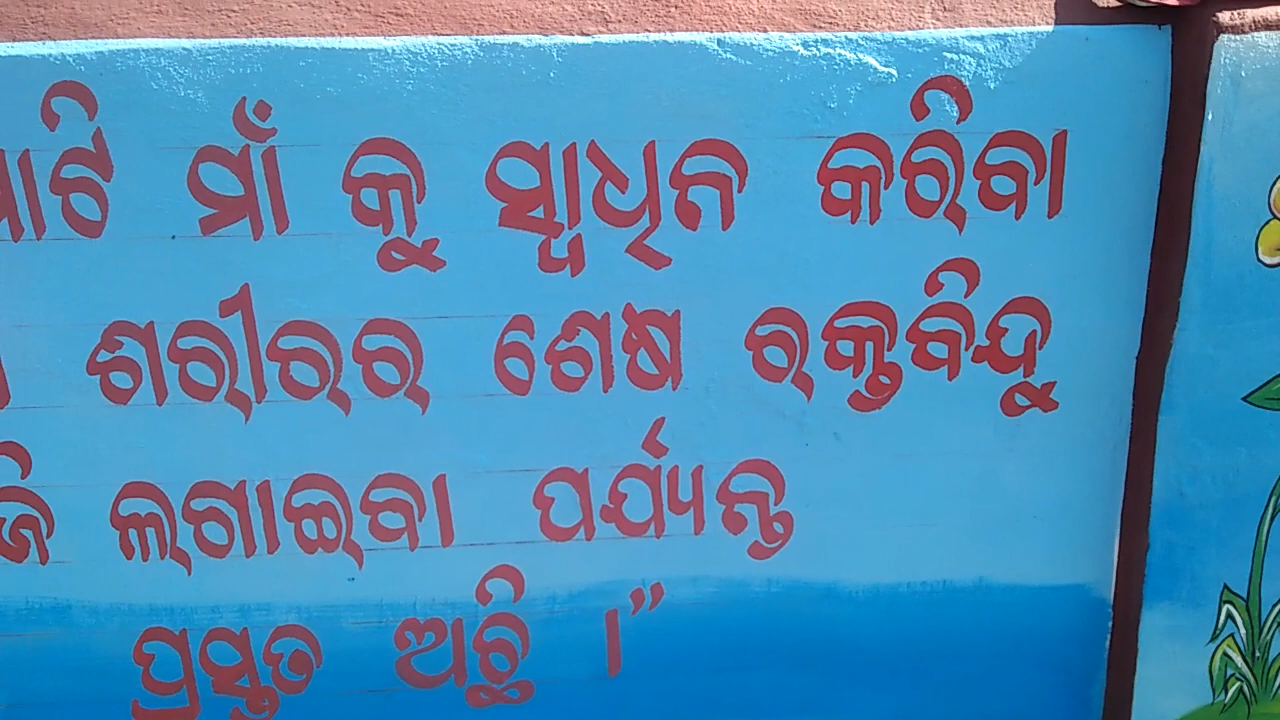 ମାଟି ମାଁ କୁ ସ୍ୱାଧିନ କରିବା
ଶରୀରର ଶେଷ ରକ୍ତବିନ୍ଦୁ
ଲଗାଇବା ପର୍ଯ୍ୟନ୍ତ
ପ୍ରସ୍ତୁତ ଅଛି ।”